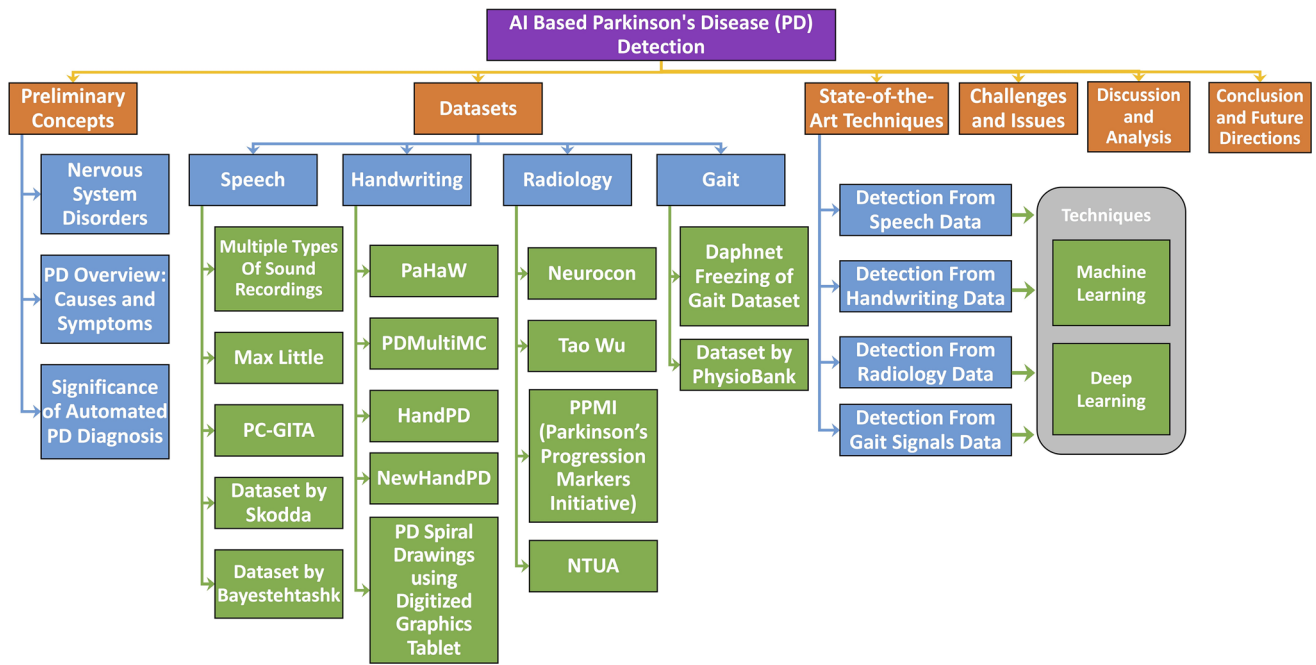 AI Based Parkinson's Disease (PD)
Detection
Preliminary
Concepts
Nervous
System
Disorders
PD Overview:
Causes and
Symptoms
Significance
of Automated
PD Diagnosis
Datasets
Speech
Multiple Types
Of Sound
Recordings
Max Little
PC-GITA
Dataset by
Skodda
Dataset by
Bayestehtashk
Handwriting
PaHaW
PDMultiMC
HandPD
NewHandPD
PD Spiral
Drawings
using
Digitized
Graphics
Tablet
Radiology
Neurocon
Tao Wu
PPMI
(Parkinson’s
Progression
Markers
Initiative)
NTUA
Gait
Daphnet
Freezing of
Gait Dataset
Dataset by
PhysioBank
State-of-the-
Art Techniques
Detection From
Speech Data
Detection From
Handwriting Data
Detection From
Radiology Data
Detection From
Gait Signals Data
Techniques
Machine
Learning
Deep
Learning
Challenges
and Issues
Discussion
and
Analysis
Conclusion
and Future
Directions